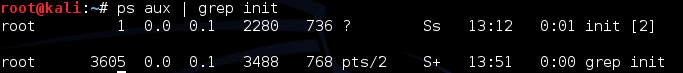 root@kali:~# ps aux | grep init
root         1  0.0  0.1   2280   736 ?        Ss   13:12   0:01 init [2]
root      3605  0.0  0.1   3488   768 pts/2    S+   13:51   0:00 grep init